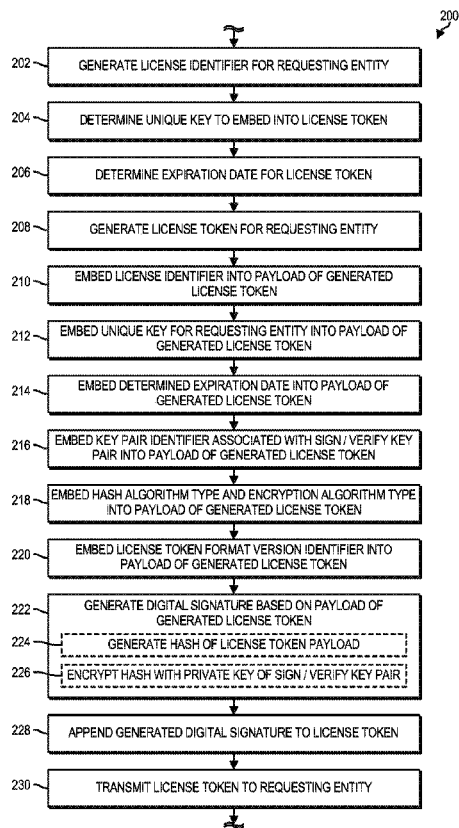 200
202
GENERATE LICENSE IDENTIFIER FOR REQUESTING ENTITY
204
DETERMINE UNIQUE KEY TO EMBED INTO LICENSE TOKEN
206
DETERMINE EXPIRATION DATE FOR LICENSE TOKEN
208
GENERATE LICENSE TOKEN FOR REQUESTING ENTITY
210
EMBED LICENSE IDENTIFIER INTO PAYLOAD OF GENERATED
LICENSE TOKEN
212
EMBED UNIQUE KEY FOR REQUESTING ENTITY INTO PAYLOAD OF
GENERATED LICENSE TOKEN
214
EMBED DETERMINED EXPIRATION DATE INTO PAYLOAD OF
GENERATED LICENSE TOKEN
216
EMBED KEY PAIR IDENTIFIER ASSOCIATED WITH SIGN / VERIFY KEY
PAIR INTO PAYLOAD OF GENERATED LICENSE TOKEN
218
EMBED HASH ALGORITHM TYPE AND ENCRYPTION ALGORITHM TYPE
INTO PAYLOAD OF GENERATED LICENSE TOKEN
220
EMBED LICENSE TOKEN FORMAT VERSION IDENTIFIER INTO
PAYLOAD OF GENERATED LICENSE TOKEN
222
GENERATE DIGITAL SIGNATURE BASED ON PAYLOAD OF
GENERATED LICENSE TOKEN
224
GENERATE HASH OF LICENSE TOKEN PAYLOAD
226
ENCRYPT HASH WITH PRIVATE KEY OF SIGN / VERIFY KEY PAIR
228
APPEND GENERATED DIGITAL SIGNATURE TO LICENSE TOKEN
230
TRANSMIT LICENSE TOKEN TO REQUESTING ENTITY